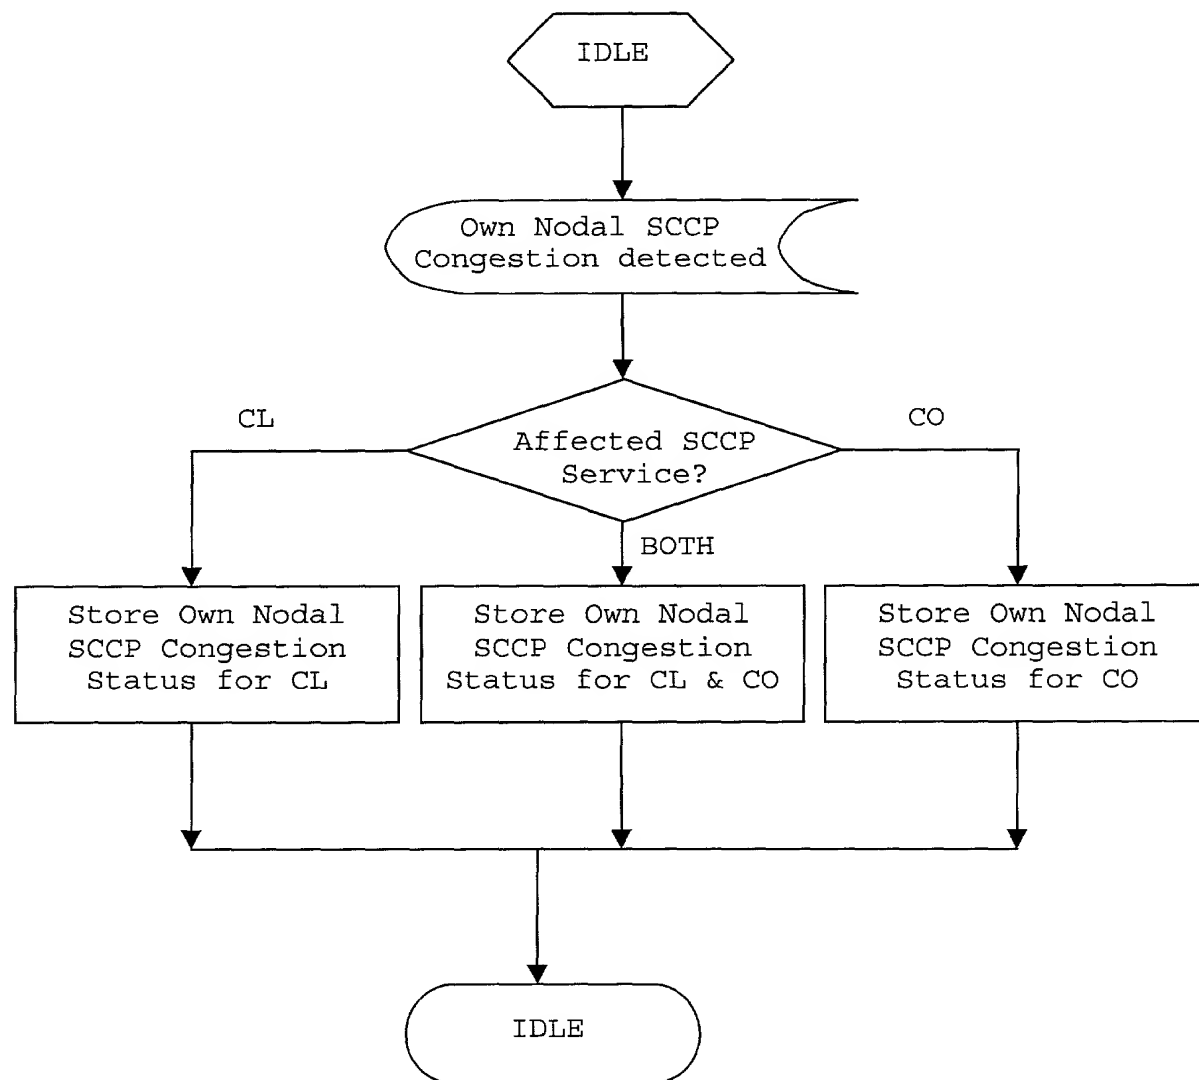 IDLE
Own Nodal SCCP
Congestion detected
CL
CO
Affected SCCP
Service?
BOTH
Store Own Nodal
SCCP Congestion
Status for CL
Store Own Nodal
SCCP Congestion
Status for CL & CO
Store Own Nodal
SCCP Congestion
Status for CO
IDLE